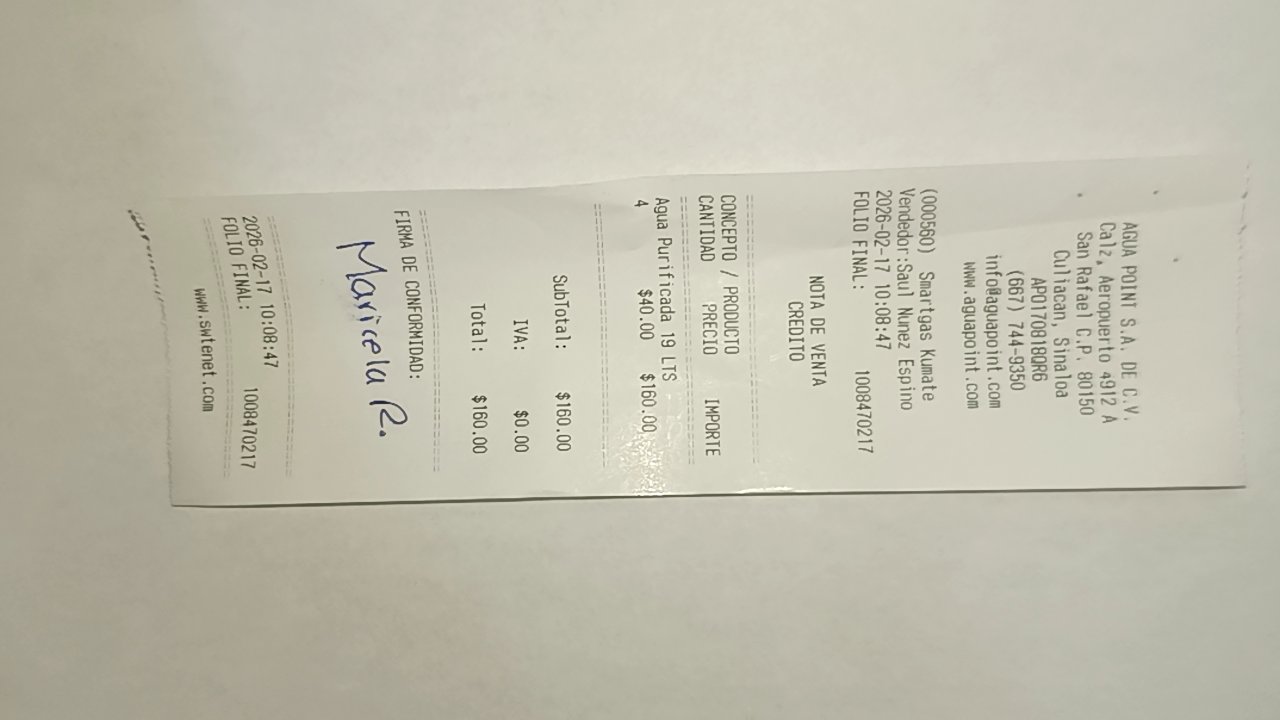 AGUA POINT S.A. DE C.V.
Calz, Aeropuerto 4912 A
San Rafael C.P. 80150
Culiacan, Sinaloa
APO170818QR6
(667) 744-9350
info@aguapoint.com
www.aguapoint.com
(000560) Smartgas Kumate
Vendedor:Saul Nunez Espino
2026-02-17 10:08:47
FOLIO FINAL: 1008470217
NOTA DE VENTA
CREDITO
CONCEPTO / PRODUCTO
CANTIDAD PRECIO IMPORTE
Agua Purificada 19 LTS
4 $40.00 $160.00
SubTotal: $160.00
IVA: $0.00
Total: $160.00
FIRMA DE CONFORMIDAD:
Maricela R.
2026-02-17 10:08:47
FOLIO FINAL: 1008470217
www.swtenet.com